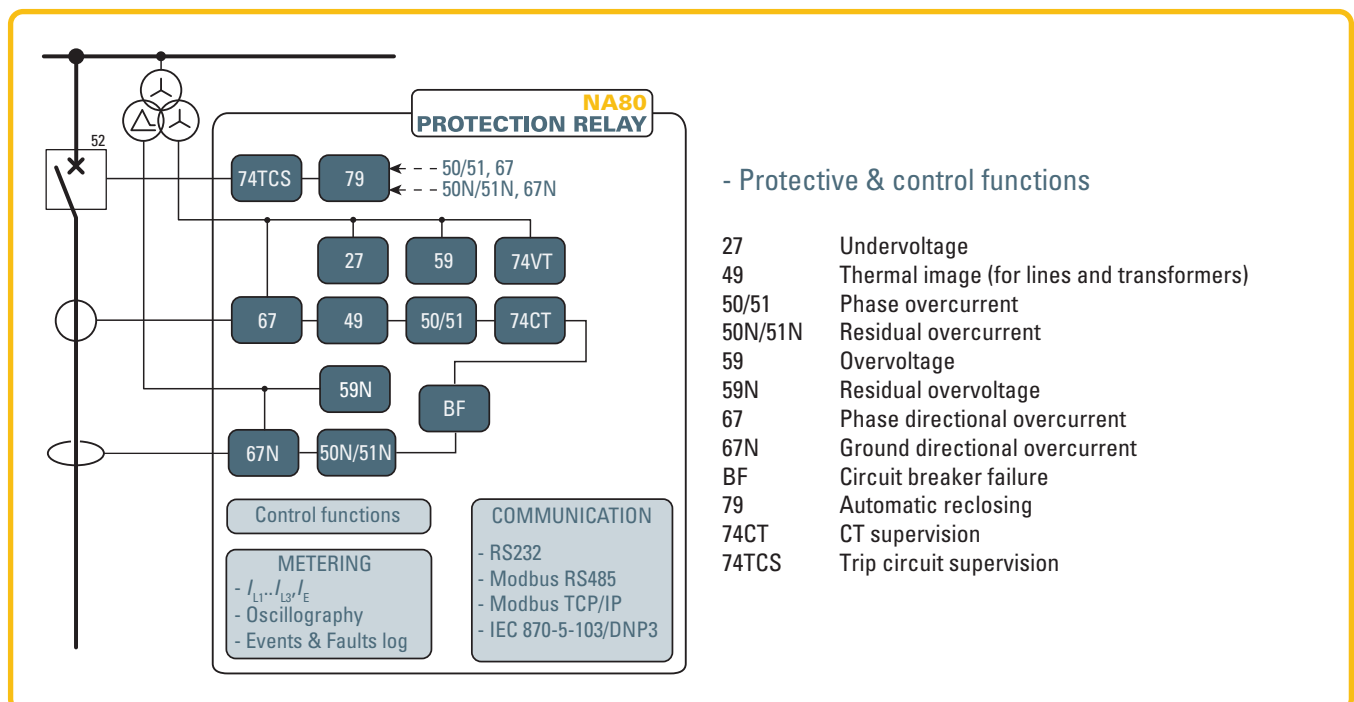 NA80
PROTECTION RELAY
52
74TCS
79
50/51, 67
50N/51N, 67N
27
59
74VT
67
49
50/51
74CT
59N
BF
67N
50N/51N
Control functions
METERING
- IL1..IL3, IE
- Oscillography
- Events & Faults log
COMMUNICATION
- RS232
- Modbus RS485
- Modbus TCP/IP
- IEC 870-5-103/DNP3
- Protective & control functions
27 Undervoltage
49 Thermal image (for lines and transformers)
50/51 Phase overcurrent
50N/51N Residual overcurrent
59 Overvoltage
59N Residual overvoltage
67 Phase directional overcurrent
67N Ground directional overcurrent
BF Circuit breaker failure
79 Automatic reclosing
74CT CT supervision
74TCS Trip circuit supervision